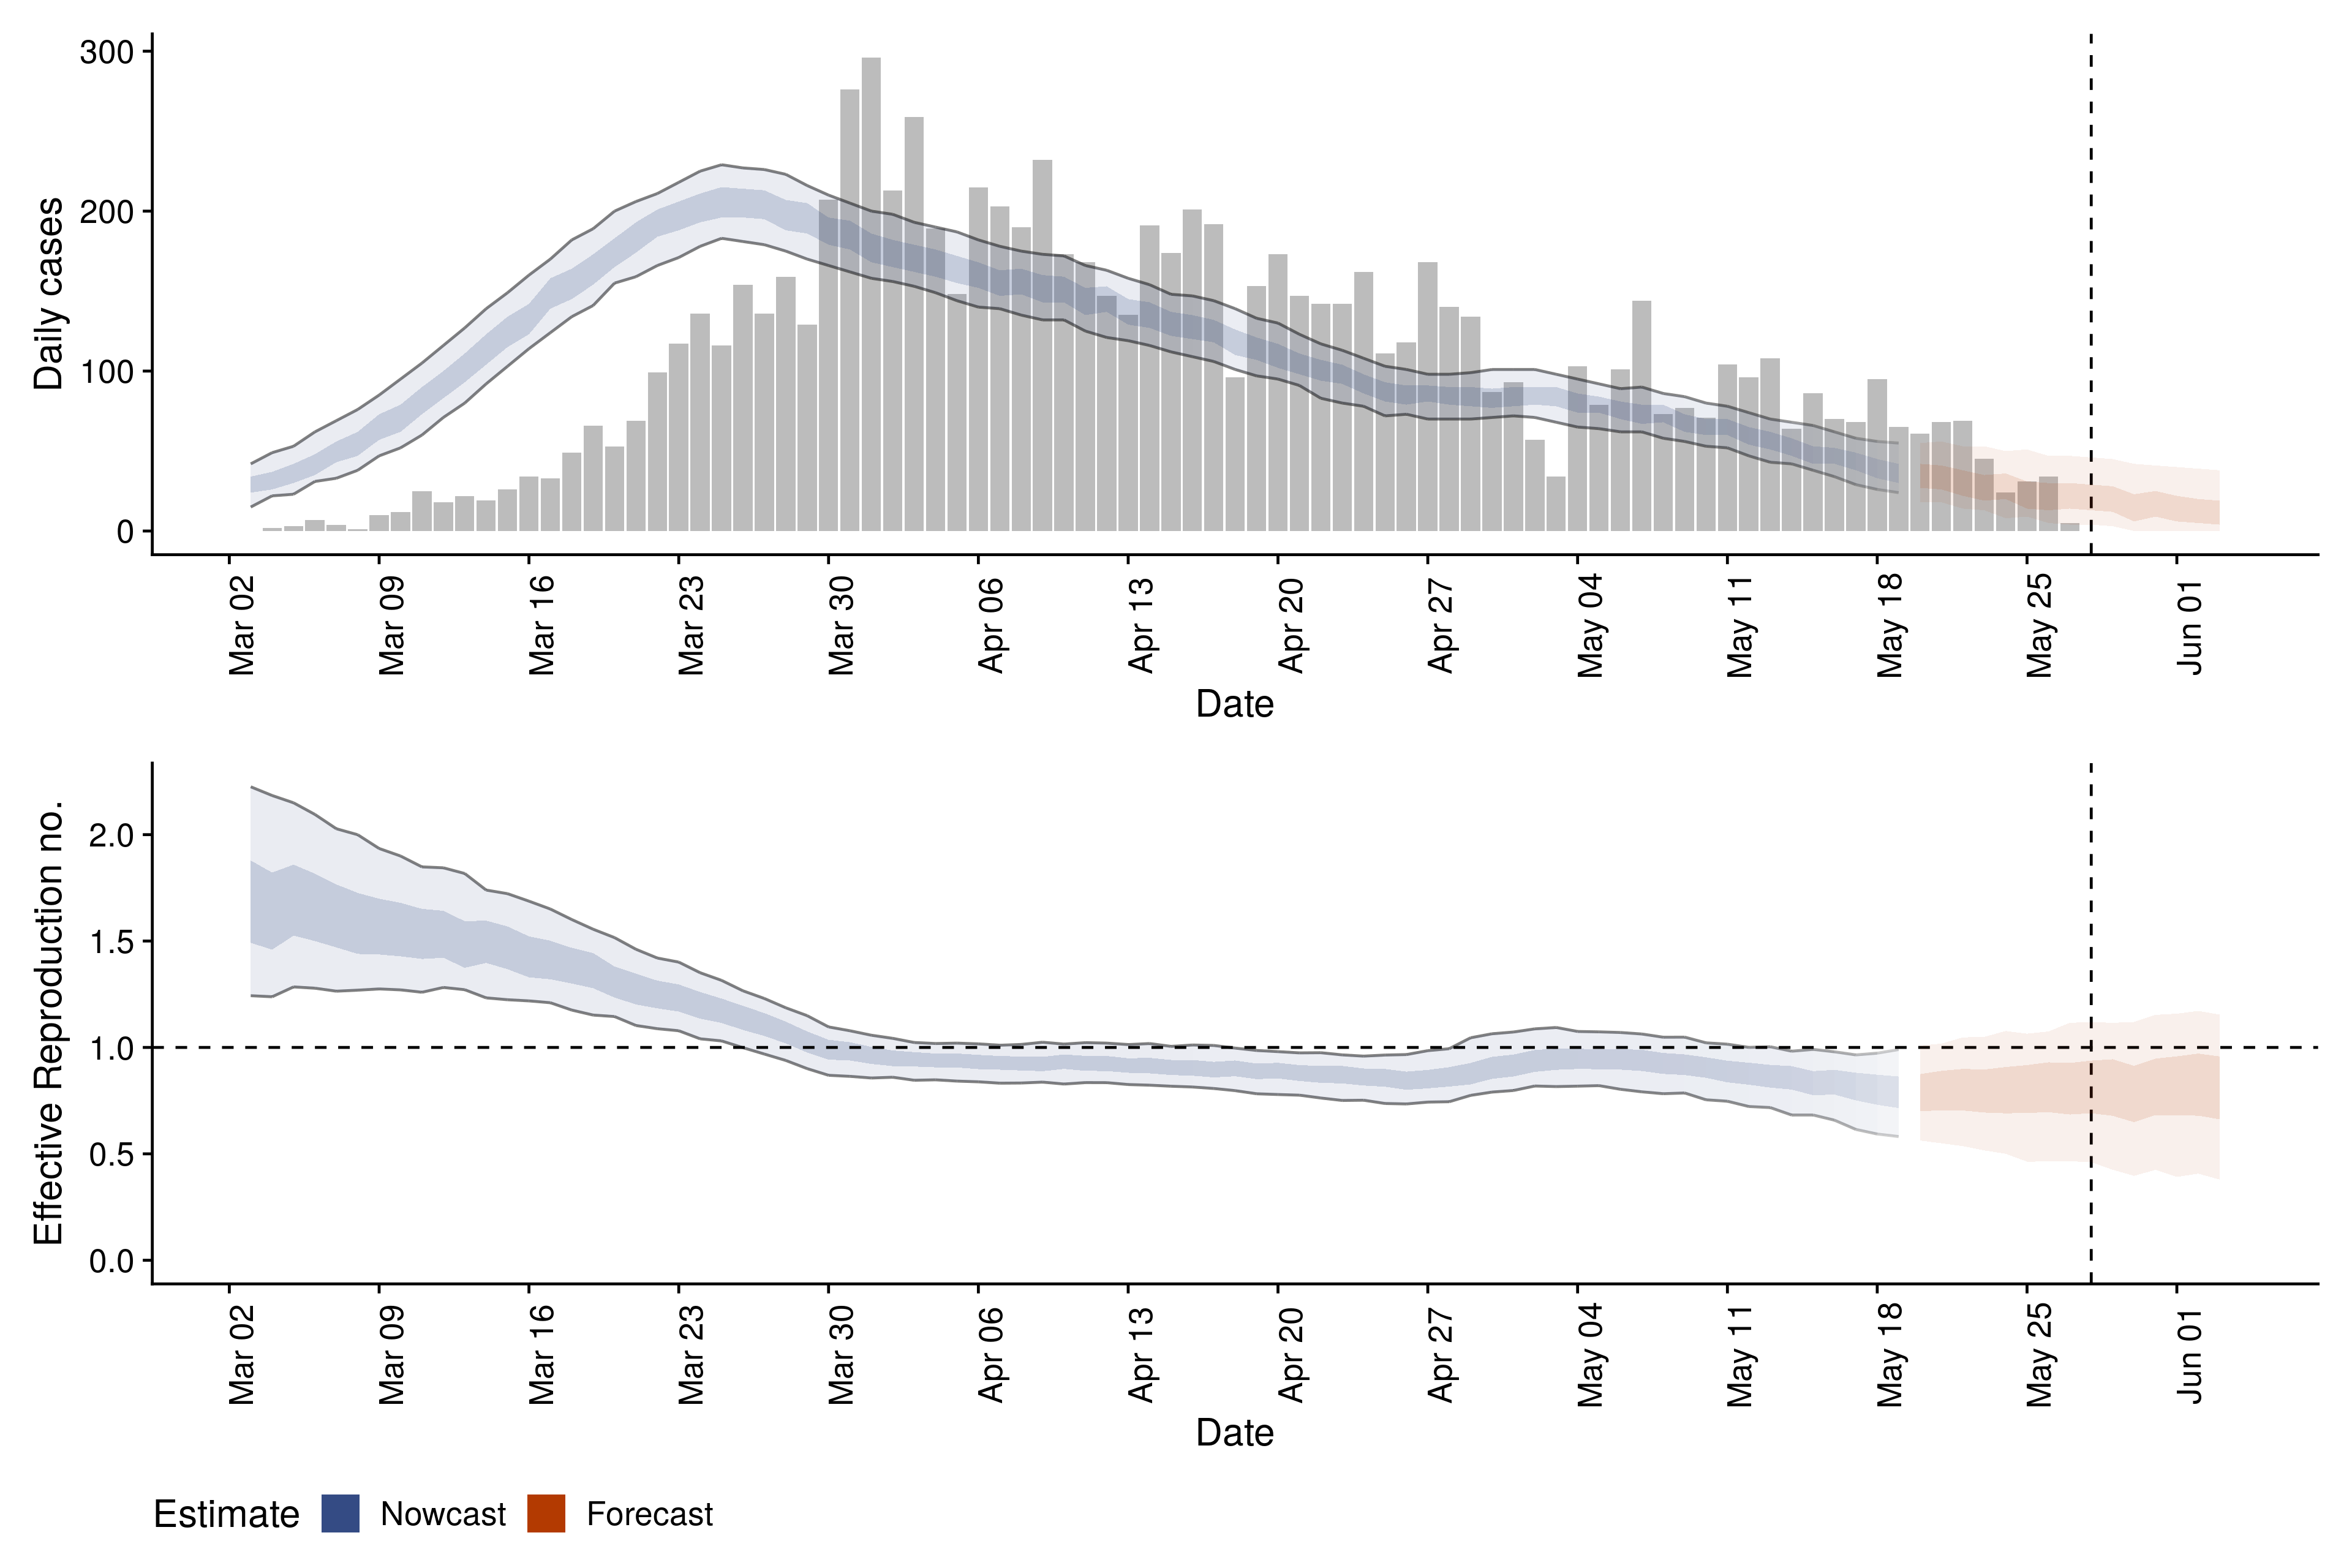 300
200
100
0
Daily cases
Mar 02 Mar 09 Mar 16 Mar 23 Mar 30 Apr 06 Apr 13 Apr 20 Apr 27 May 04 May 11 May 18 May 25 Jun 01
Date
2.0
1.5
1.0
0.5
0.0
Effective Reproduction no.
Mar 02 Mar 09 Mar 16 Mar 23 Mar 30 Apr 06 Apr 13 Apr 20 Apr 27 May 04 May 11 May 18 May 25 Jun 01
Date
Estimate Nowcast Forecast